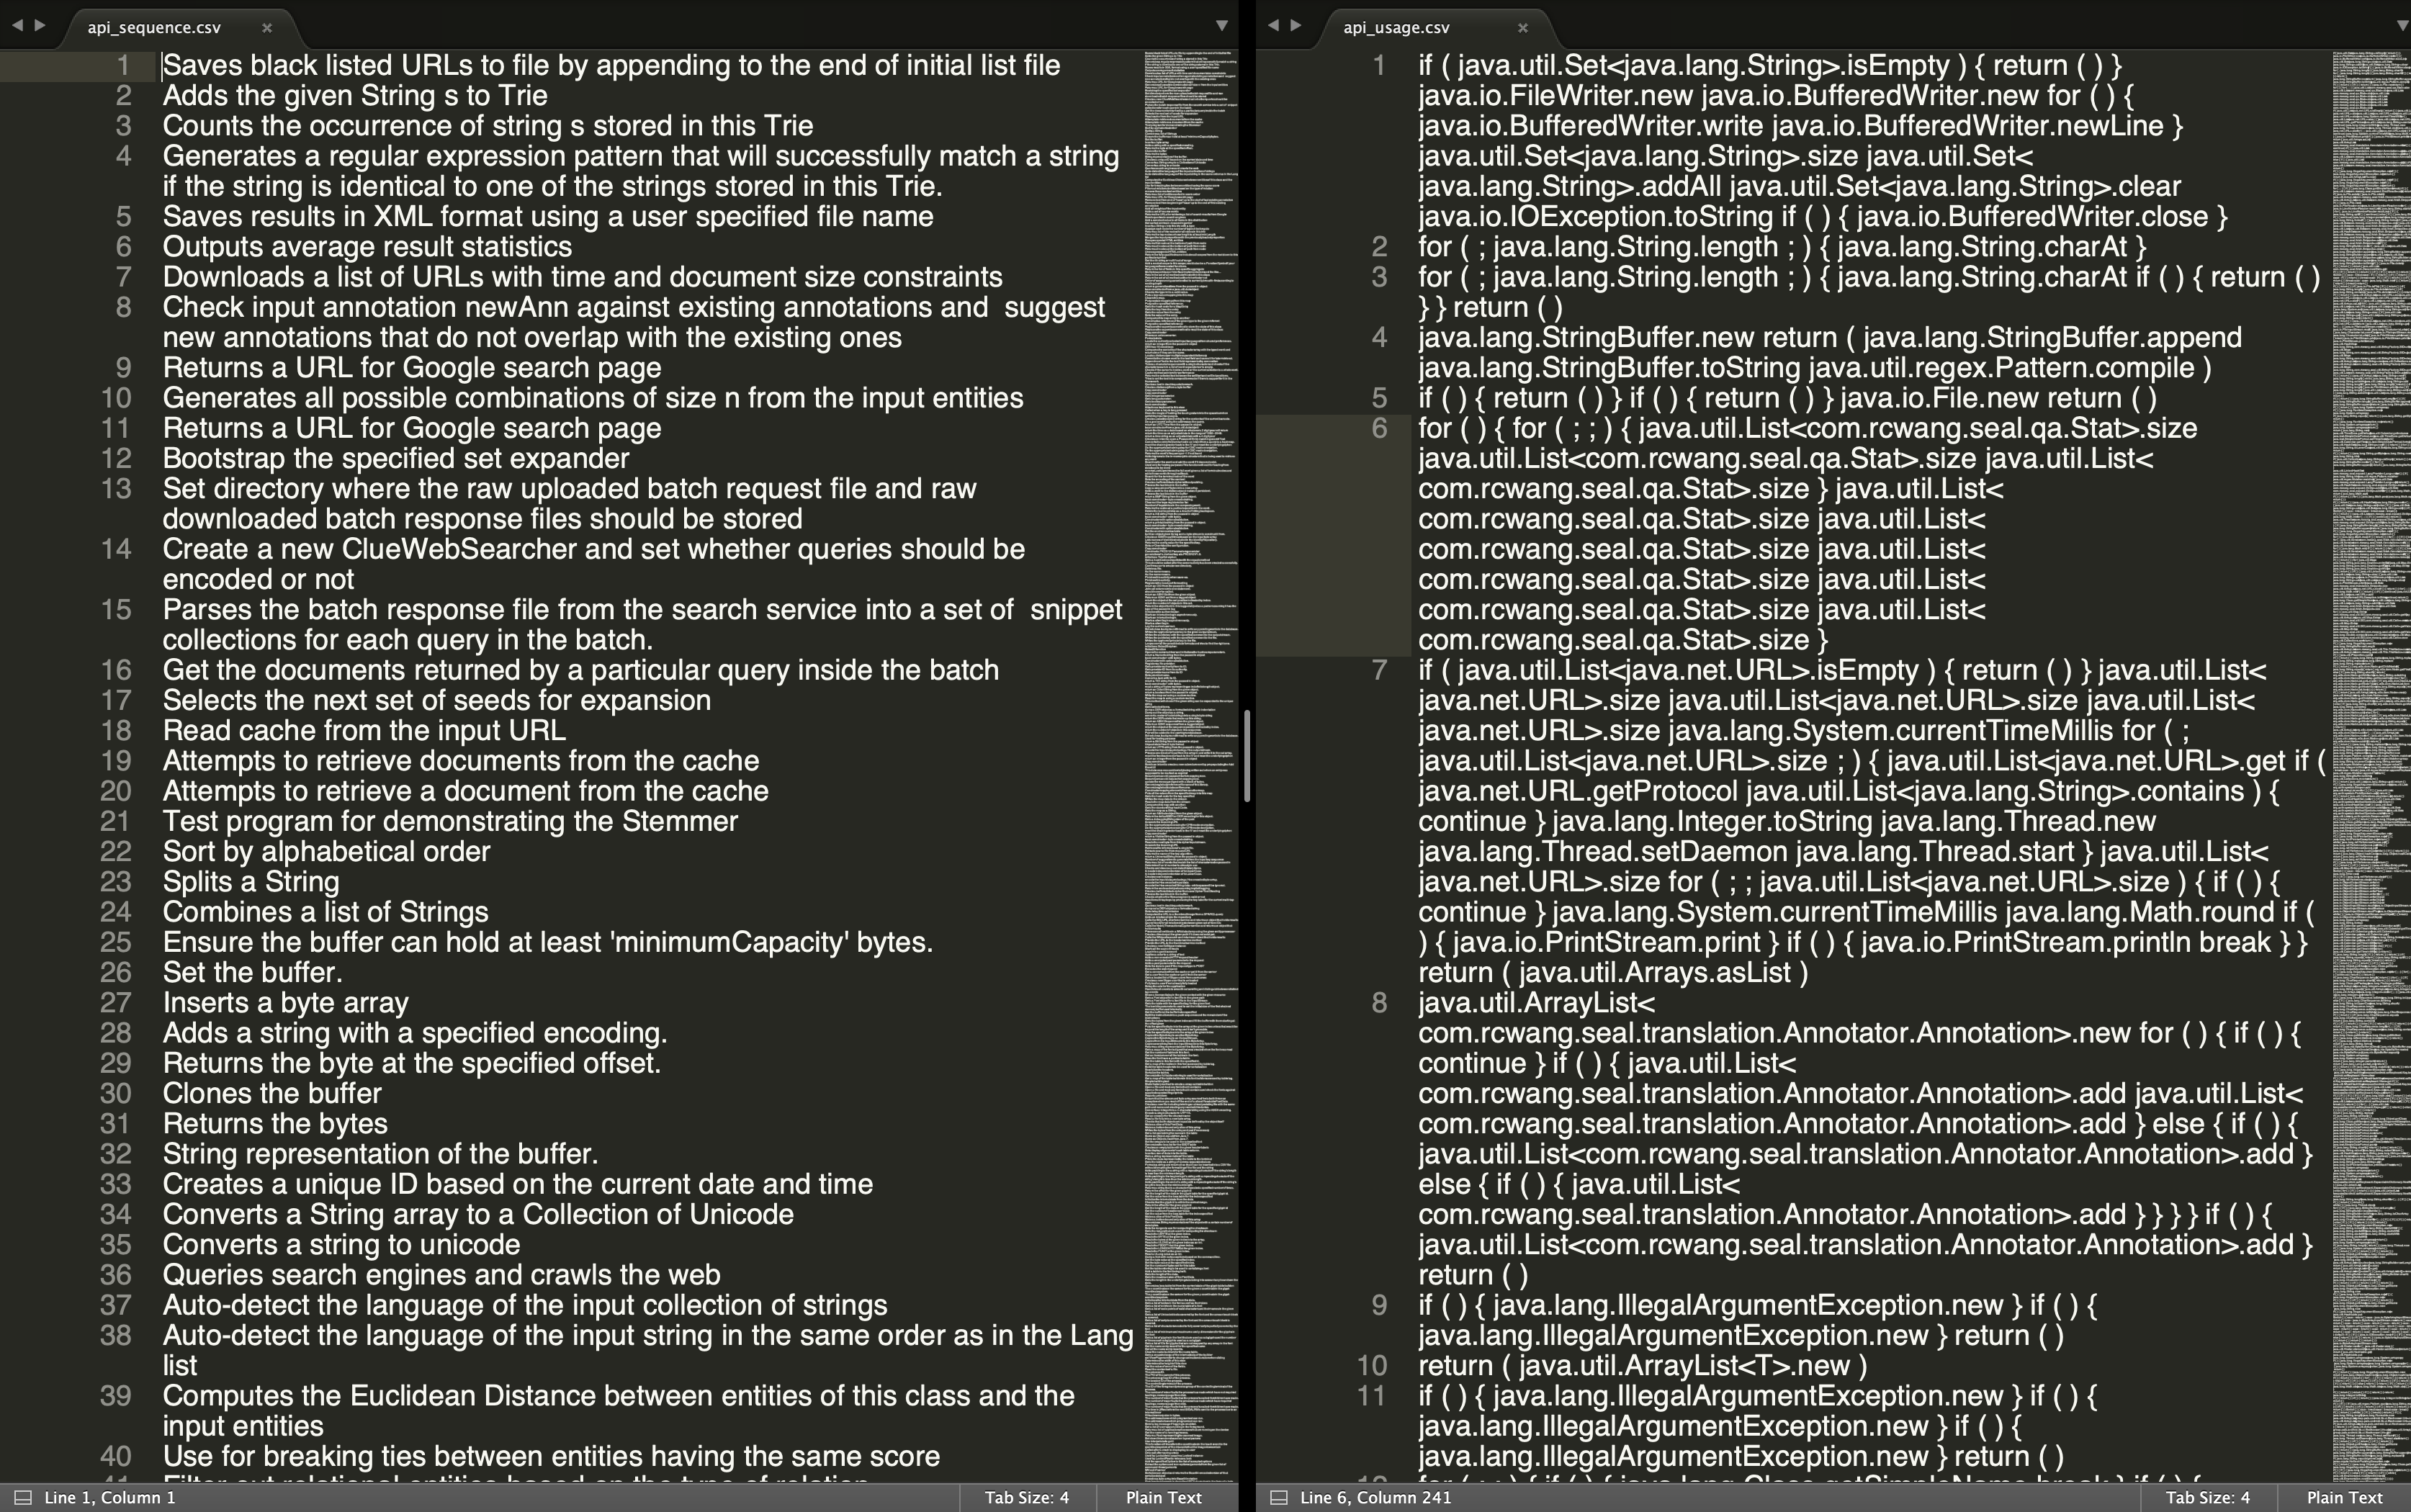 api_sequence.csv
1 Saves black listed URLs to file by appending to the end of initial list file
2 Adds the given String s to Trie
3 Counts the occurrence of string s stored in this Trie
4 Generates a regular expression pattern that will successfully match a string
if the string is identical to one of the strings stored in this Trie.
5 Saves results in XML format using a user specified file name
6 Outputs average result statistics
7 Downloads a list of URLs with time and document size constraints
8 Check input annotation newAnn against existing annotations and  suggest
new annotations that do not overlap with the existing ones
9 Returns a URL for Google search page
10 Generates all possible combinations of size n from the input entities
11 Returns a URL for Google search page
12 Bootstrap the specified set expander
13 Set directory where the raw uploaded batch request file and raw
downloaded batch response files should be stored
14 Create a new ClueWebSearcher and set whether queries should be
encoded or not
15 Parses the batch response file from the search service into a set of  snippet
collections for each query in the batch.
16 Get the documents returned by a particular query inside the batch
17 Selects the next set of seeds for expansion
18 Read cache from the input URL
19 Attempts to retrieve documents from the cache
20 Attempts to retrieve a document from the cache
21 Test program for demonstrating the Stemmer
22 Sort by alphabetical order
23 Splits a String
24 Combines a list of Strings
25 Ensure the buffer can hold at least 'minimumCapacity' bytes.
26 Set the buffer.
27 Inserts a byte array
28 Adds a string with a specified encoding.
29 Returns the byte at the specified offset.
30 Clones the buffer
31 Returns the bytes
32 String representation of the buffer.
33 Creates a unique ID based on the current date and time
34 Converts a String array to a Collection of Unicode
35 Converts a string to unicode
36 Queries search engines and crawls the web
37 Auto-detect the language of the input collection of strings
38 Auto-detect the language of the input string in the same order as in the Lang
list
39 Computes the Euclidean Distance between entities of this class and the
input entities
40 Use for breaking ties between entities having the same score
Line 1, Column 1
Tab Size: 4
Plain Text
api_usage.csv
1 if ( java.util.Set<java.lang.String>.isEmpty ) { return ( ) }
java.io.FileWriter.new java.io.BufferedWriter.new for ( ) {
java.io.BufferedWriter.write java.io.BufferedWriter.newLine }
java.util.Set<java.lang.String>.size java.util.Set<
java.lang.String>.addAll java.util.Set<java.lang.String>.clear
java.io.IOException.toString if ( ) { java.io.BufferedWriter.close }
2 for ( ; java.lang.String.length ; ) { java.lang.String.charAt }
3 for ( ; java.lang.String.length ; ) { java.lang.String.charAt if ( ) { return ( )
} } return ( )
4 java.lang.StringBuffer.new return ( java.lang.StringBuffer.append
java.lang.StringBuffer.toString java.util.regex.Pattern.compile )
5 if ( ) { return ( ) } if ( ) { return ( ) } java.io.File.new return ( )
6 for ( ) { for ( ; ; ) { java.util.List<com.rcwang.seal.qa.Stat>.size
java.util.List<com.rcwang.seal.qa.Stat>.size java.util.List<
com.rcwang.seal.qa.Stat>.size } java.util.List<
com.rcwang.seal.qa.Stat>.size java.util.List<
com.rcwang.seal.qa.Stat>.size java.util.List<
com.rcwang.seal.qa.Stat>.size java.util.List<
com.rcwang.seal.qa.Stat>.size java.util.List<
com.rcwang.seal.qa.Stat>.size }
7 if ( java.util.List<java.net.URL>.isEmpty ) { return ( ) } java.util.List<
java.net.URL>.size java.util.List<java.net.URL>.size java.util.List<
java.net.URL>.size java.lang.System.currentTimeMillis for ( ;
java.util.List<java.net.URL>.size ; ) { java.util.List<java.net.URL>.get if (
java.net.URL.getProtocol java.util.List<java.lang.String>.contains ) {
continue } java.lang.Integer.toString java.lang.Thread.new
java.lang.Thread.setDaemon java.lang.Thread.start } java.util.List<
java.net.URL>.size for ( ; ; java.util.List<java.net.URL>.size ) { if ( ) {
continue } java.lang.System.currentTimeMillis java.lang.Math.round if (
) { java.io.PrintStream.print } if ( ) { java.io.PrintStream.println break } }
return ( java.util.Arrays.asList )
8 java.util.ArrayList<
com.rcwang.seal.translation.Annotator.Annotation>.new for ( ) { if ( ) {
continue } if ( ) { java.util.List<
com.rcwang.seal.translation.Annotator.Annotation>.add java.util.List<
com.rcwang.seal.translation.Annotator.Annotation>.add } else { if ( ) {
java.util.List<com.rcwang.seal.translation.Annotator.Annotation>.add }
else { if ( ) { java.util.List<
com.rcwang.seal.translation.Annotator.Annotation>.add } } } } if ( ) {
java.util.List<com.rcwang.seal.translation.Annotator.Annotation>.add }
return ( )
9 if ( ) { java.lang.IllegalArgumentException.new } if ( ) {
java.lang.IllegalArgumentException.new } return ( )
10 return ( java.util.ArrayList<T>.new )
11 if ( ) { java.lang.IllegalArgumentException.new } if ( ) {
java.lang.IllegalArgumentException.new } if ( ) {
java.lang.IllegalArgumentException.new } return ( )
Line 6, Column 241
Tab Size: 4
Plain Text